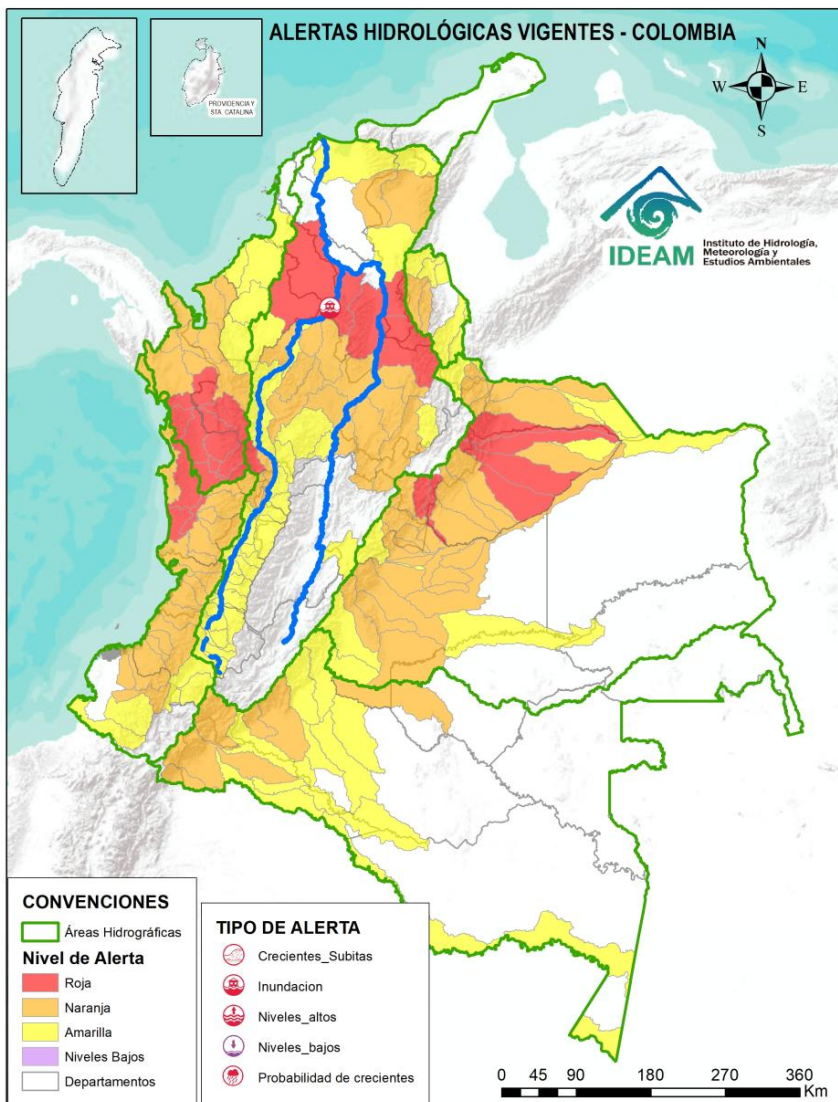 ALERTAS HIDROLÓGICAS VIGENTES - COLOMBIA
PROVIDENCIA Y
STA. CATALINA
N
W
E
S
IDEAM
Instituto de Hidrología,
Meteorología y
Estudios Ambientales
CONVENCIONES
Áreas Hidrográficas
Nivel de Alerta
Roja
Naranja
Amarilla
Niveles Bajos
Departamentos
TIPO DE ALERTA
Crecientes_Subitas
Inundacion
Niveles_altos
Niveles_bajos
Probabilidad de crecientes
0 45 90 180 270 360
Km